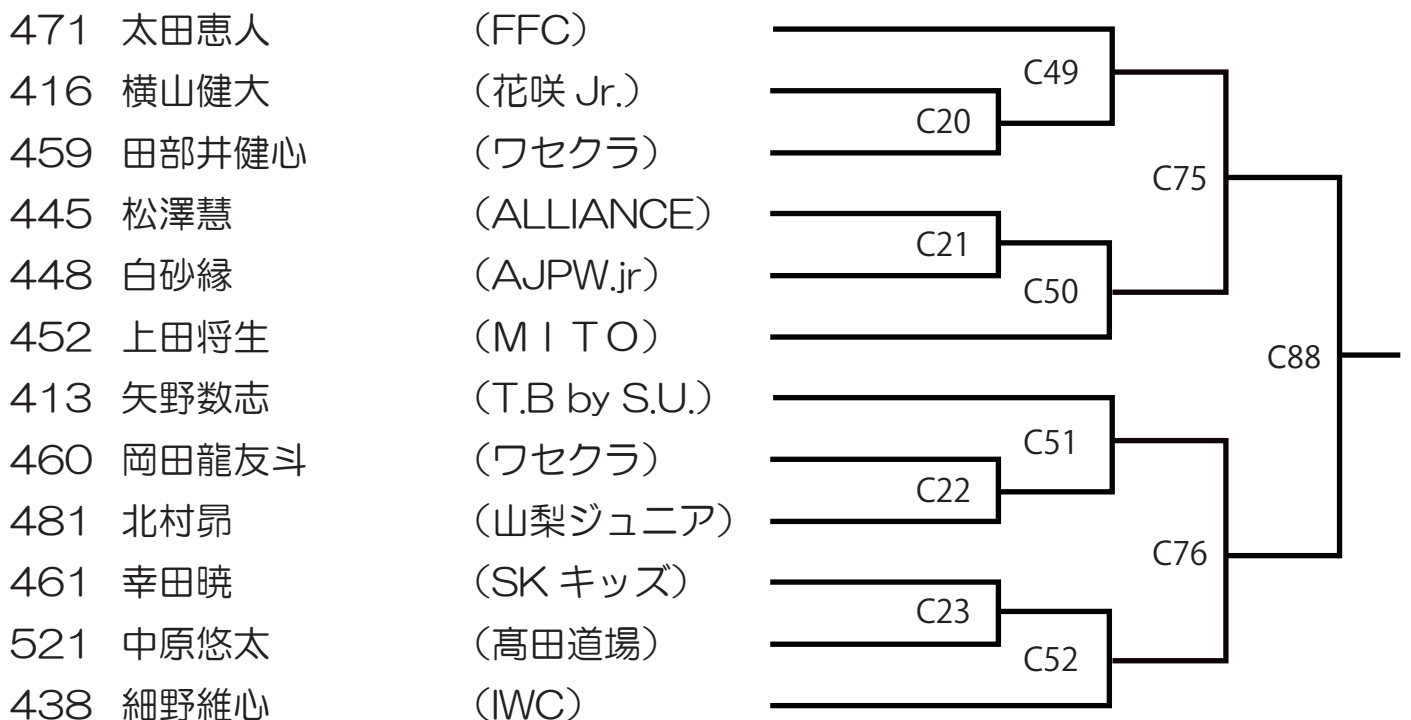 471 太田恵人 (FFC)
C49
416 横山健大 (花咲 Jr.)
C20
459 田部井健心 (ワセクラ)
C75
445 松澤慧 (ALLIANCE)
C21
448 白砂縁 (AJPW.jr)
C50
452 上田将生 (MITO)
C88
413 矢野数志 (T.B by S.U.)
C51
460 岡田龍友斗 (ワセクラ)
C22
481 北村昴 (山梨ジュニア)
C76
461 幸田暁 (SK キッズ)
C23
521 中原悠太 (髙田道場)
C52
438 細野維心 (IWC)